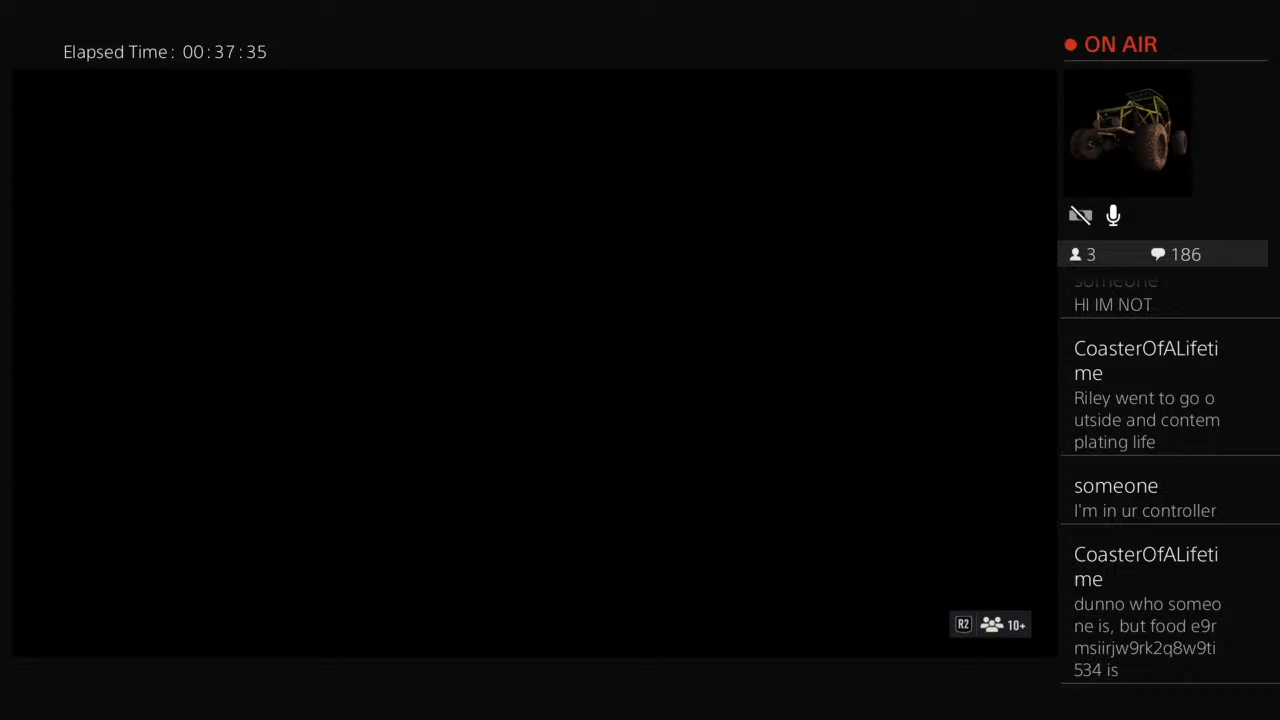 Elapsed Time: 00:37:35
ON AIR
3 186
someone
HI IM NOT
CoasterOfALifeti
me
Riley went to go o
utside and contem
plating life
someone
I'm in ur controller
CoasterOfALifeti
me
dunno who someo
ne is, but food e9r
msiirjw9rk2q8w9ti
534 is
R2 10+